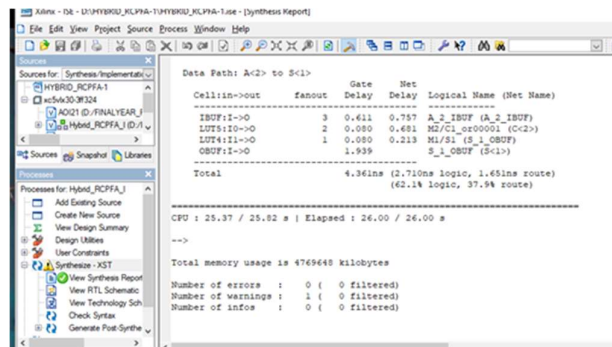 Xilinx - ISE - D:\HYBRID_RCPFA-1\HYBRID_RCPFA-1.ise - [Synthesis Report]
File Edit View Project Source Process Window Help
Sources
Sources for: Synthesis/Implementati
HYBRID_RCPFA-1
xc5vlx30-3ff324
AOI21 (D:/FINALYEAR_
Hybrid_RCPFA_I (D:/
Sources Snapshot Libraries
Processes
Processes for: Hybrid_RCPFA_I
Add Existing Source
Create New Source
View Design Summary
Design Utilities
User Constraints
Synthesize - XST
View Synthesis Report
View RTL Schematic
View Technology Sch
Check Syntax
Generate Post-Synthe
Data Path: A<2> to S<1>
Gate Net
Cell:in->out fanout Delay Delay Logical Name (Net Name)
IBUF:I->O 3 0.611 0.757 A_2_IBUF (A_2_IBUF)
LUT5:I0->O 2 0.080 0.681 M2/C1_or00001 (C<2>)
LUT4:I1->O 1 0.080 0.213 M1/S1 (S_1_OBUF)
OBUF:I->O 1.939 S_1_OBUF (S<1>)
Total 4.361ns (2.710ns logic, 1.651ns route)
(62.1% logic, 37.9% route)
CPU : 25.37 / 25.82 s | Elapsed : 26.00 / 26.00 s
-->
Total memory usage is 4769648 kilobytes
Number of errors : 0 ( 0 filtered)
Number of warnings : 1 ( 0 filtered)
Number of infos : 0 ( 0 filtered)